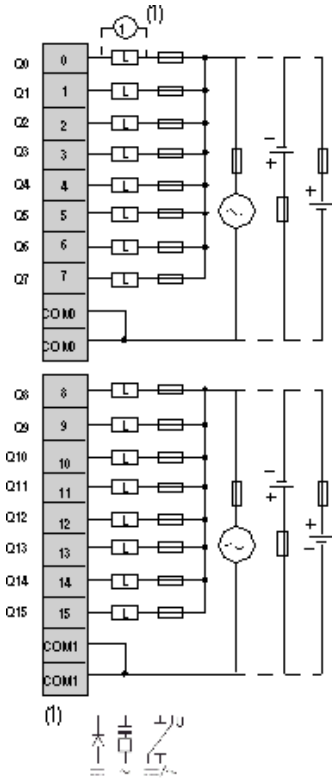 (1)
1
Q0 0 L
Q1 1 L
Q2 2 L
Q3 3 L
Q4 4 L
Q5 5 L
Q6 6 L
Q7 7 L
COM0
COM0
− +
+ −
Q8 8 L
Q9 9 L
Q10 10 L
Q11 11 L
Q12 12 L
Q13 13 L
Q14 14 L
Q15 15 L
COM1
COM1
− +
+ −
(1)
U